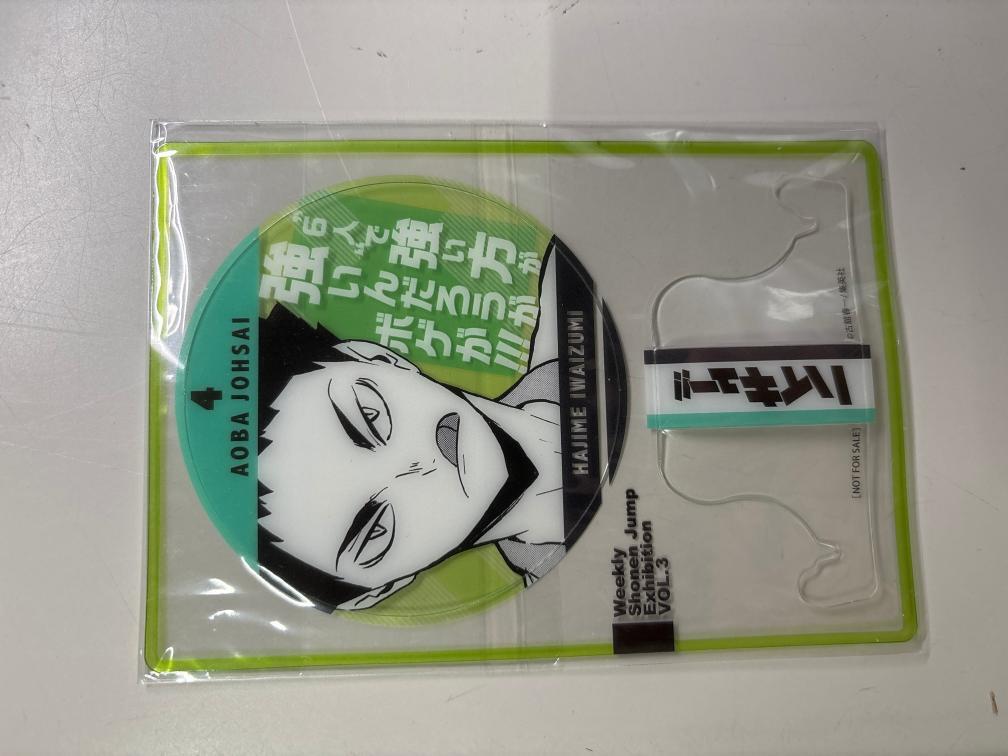 4
AOBA JOHSAI
“6人”で
強い方が
強いんだろうが
ボゲが!!!
HAJIME IWAIZUMI
Weekly
Shonen Jump
Exhibition
VOL.3
ハイキュー!!
©古舘春一/集英社
[NOT FOR SALE]